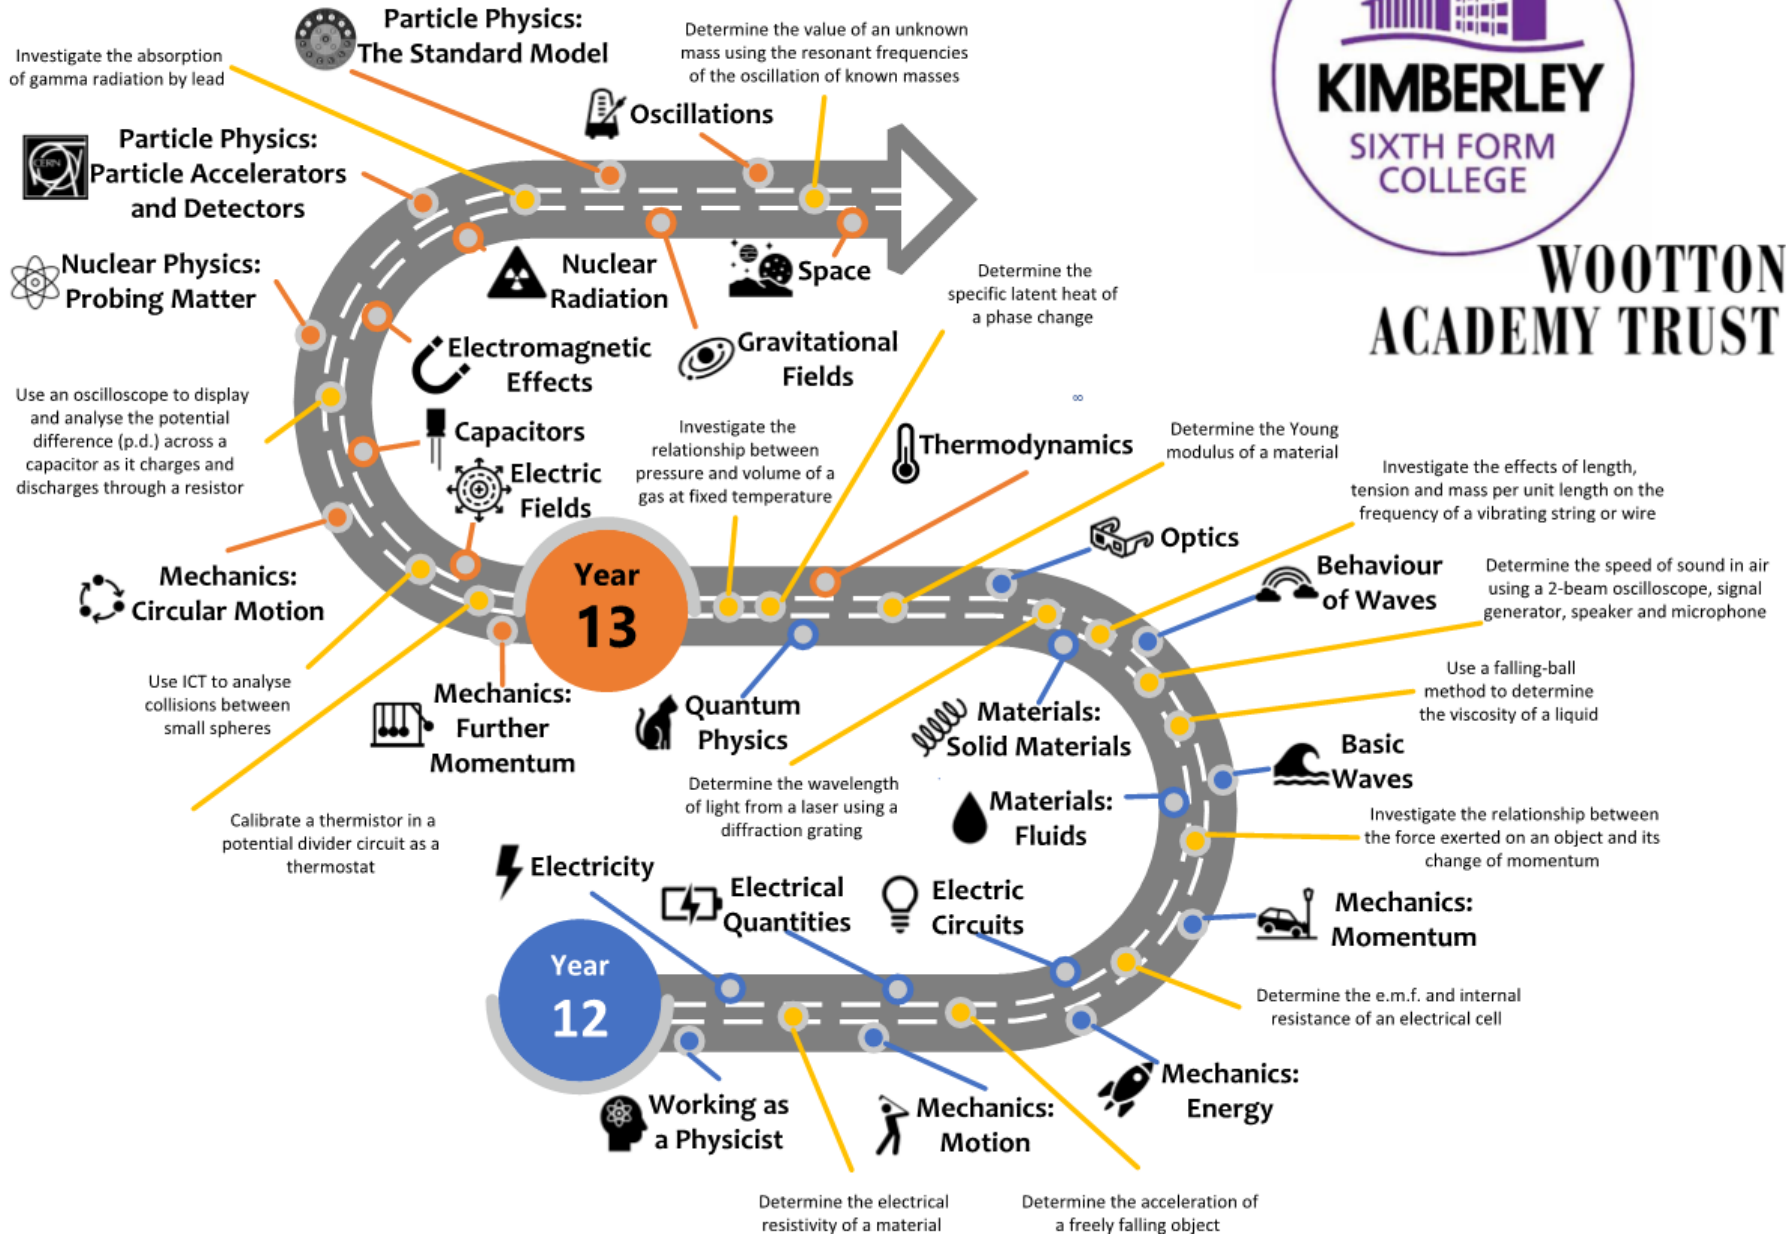 Particle Physics:
The Standard Model
Investigate the absorption
of gamma radiation by lead
Determine the value of an unknown
mass using the resonant frequencies
of the oscillation of known masses
Oscillations
KIMBERLEY
SIXTH FORM
COLLEGE
WOOTTON
ACADEMY TRUST
Particle Physics:
Particle Accelerators
and Detectors
CERN
Nuclear Physics:
Probing Matter
Nuclear
Radiation
Space
Determine the
specific latent heat of
a phase change
Electromagnetic
Effects
Gravitational
Fields
∞
Use an oscilloscope to display
and analyse the potential
difference (p.d.) across a
capacitor as it charges and
discharges through a resistor
Capacitors
Electric
Fields
Investigate the
relationship between
pressure and volume of a
gas at fixed temperature
Thermodynamics
Determine the Young
modulus of a material
Investigate the effects of length,
tension and mass per unit length on the
frequency of a vibrating string or wire
Optics
Behaviour
of Waves
Determine the speed of sound in air
using a 2-beam oscilloscope, signal
generator, speaker and microphone
Mechanics:
Circular Motion
Year
13
Use ICT to analyse
collisions between
small spheres
Mechanics:
Further
Momentum
Quantum
Physics
Materials:
Solid Materials
Use a falling-ball
method to determine
the viscosity of a liquid
Basic
Waves
Determine the wavelength
of light from a laser using a
diffraction grating
Materials:
Fluids
Investigate the relationship between
the force exerted on an object and its
change of momentum
Calibrate a thermistor in a
potential divider circuit as a
thermostat
Electricity
Electrical
Quantities
Electric
Circuits
Mechanics:
Momentum
Year
12
Determine the e.m.f. and internal
resistance of an electrical cell
Working as
a Physicist
Mechanics:
Motion
Mechanics:
Energy
Determine the electrical
resistivity of a material
Determine the acceleration of
a freely falling object